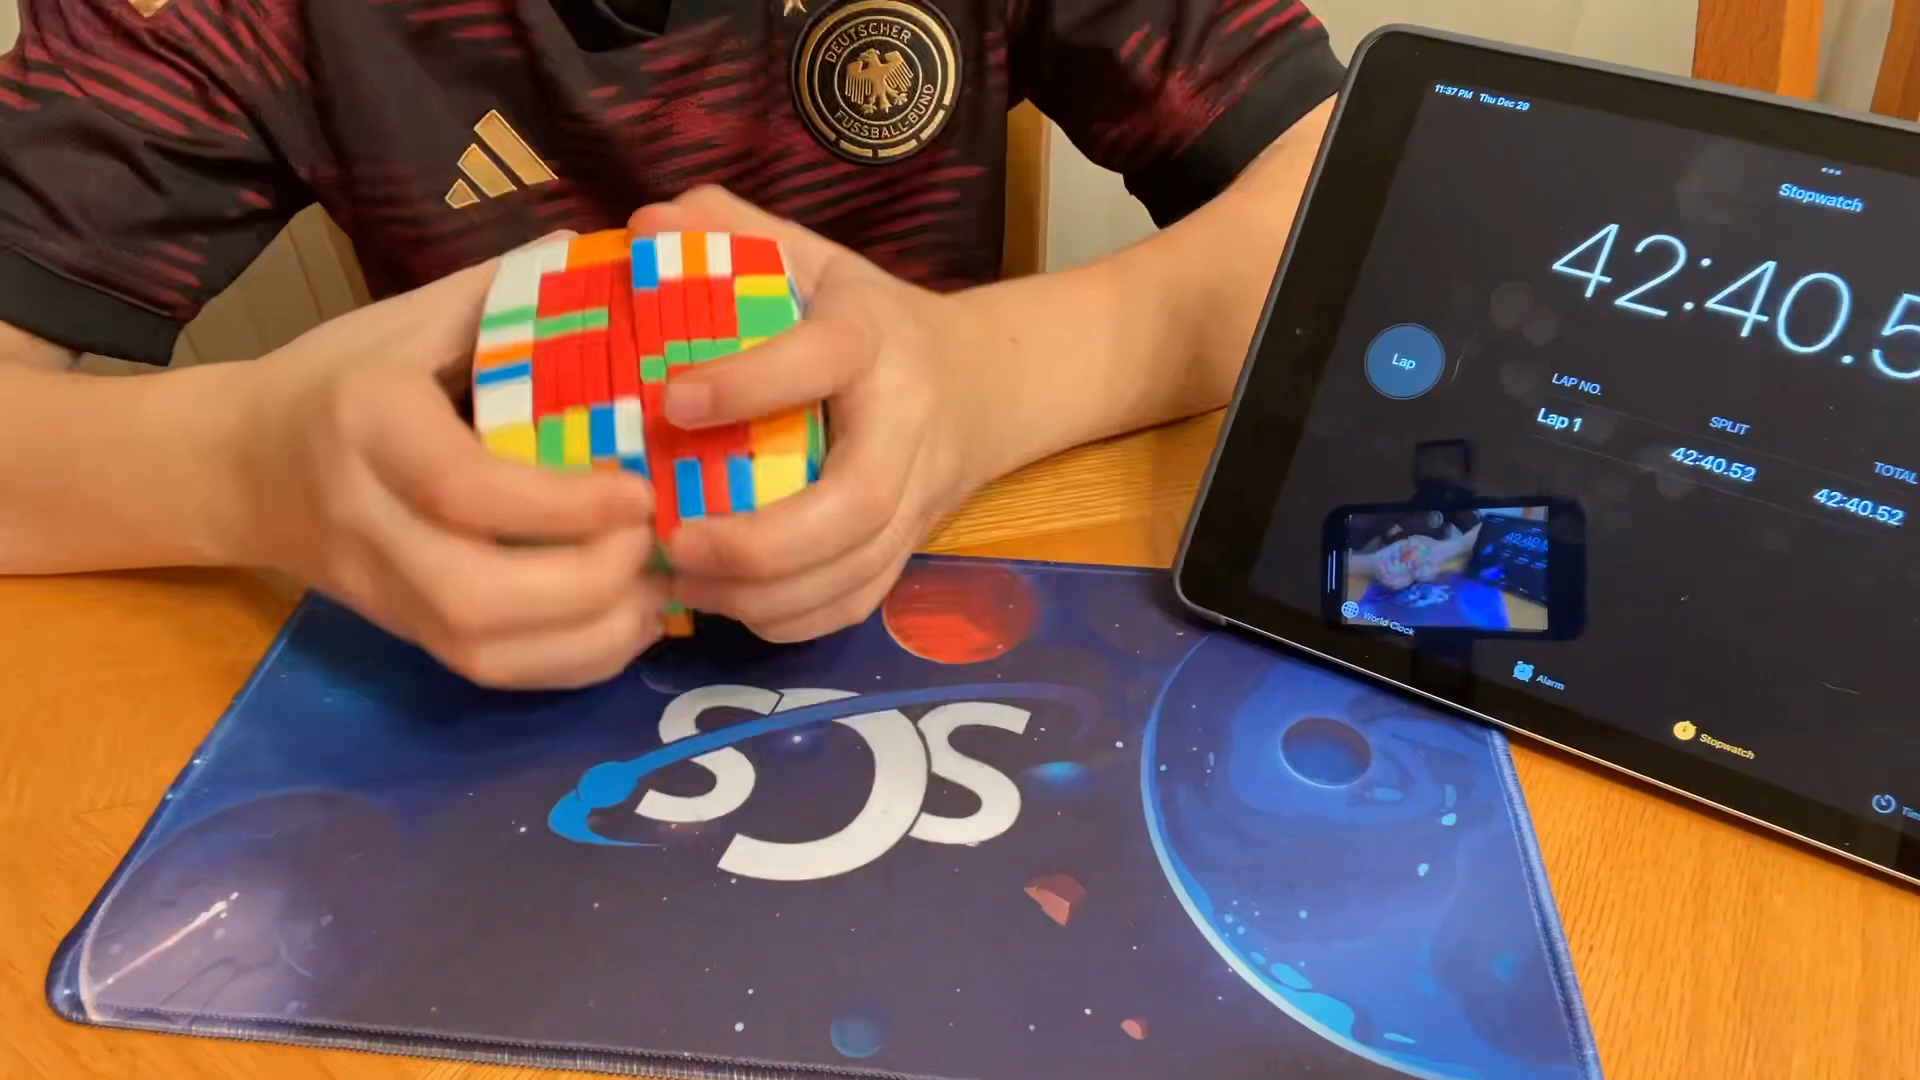 DEUTSCHER
FUSSBALL-BUND
11:37 PM Thu Dec 29
Stopwatch
42:40.5
Lap
LAP NO.
SPLIT
TOTAL
Lap 1
42:40.52
42:40.52
World Clock
Alarm
Stopwatch
SCS